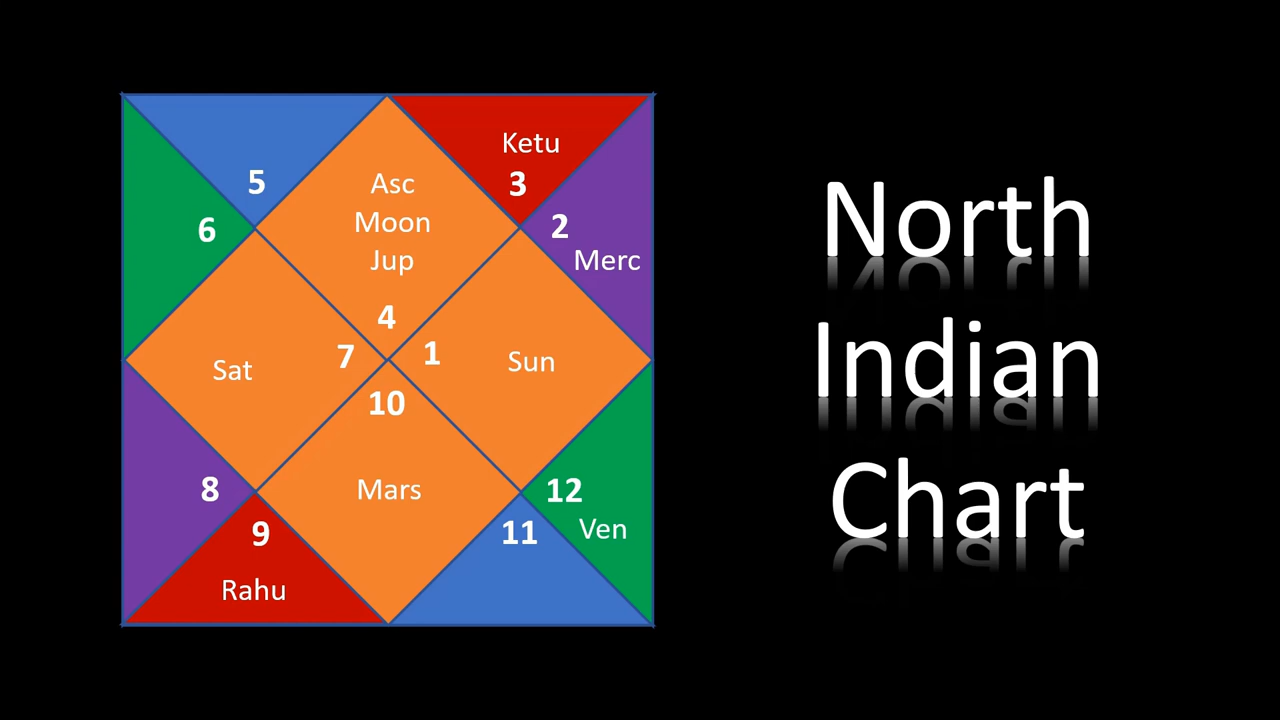 Ketu
3
5
Asc
Moon
Jup
4
2
Merc
6
Sat
7
1
Sun
10
Mars
8
9
Rahu
12
Ven
11
North
Indian
Chart